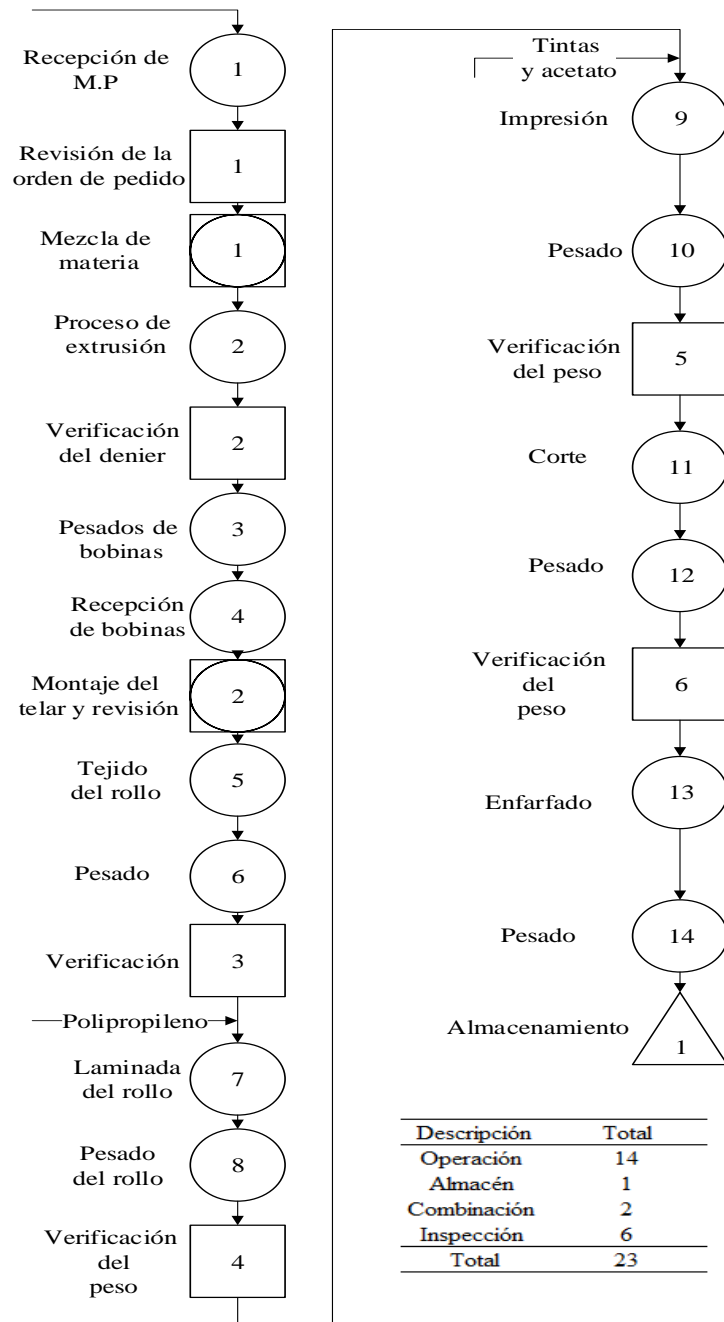 Recepción de
M.P
1
Revisión de la
orden de pedido
1
Mezcla de
materia
1
Proceso de
extrusión
2
Verificación
del denier
2
Pesados de
bobinas
3
Recepción
de bobinas
4
Montaje del
telar y revisión
2
Tejido
del rollo
5
Pesado
6
Verificación
3
Polipropileno
Laminada
del rollo
7
Pesado
del rollo
8
Verificación
del
peso
4
Tintas
y acetato
Impresión
9
Pesado
10
Verificación
del peso
5
Corte
11
Pesado
12
Verificación
del
peso
6
Enfarfado
13
Pesado
14
Almacenamiento
1
Descripción Total
Operación 14
Almacén 1
Combinación 2
Inspección 6
Total 23